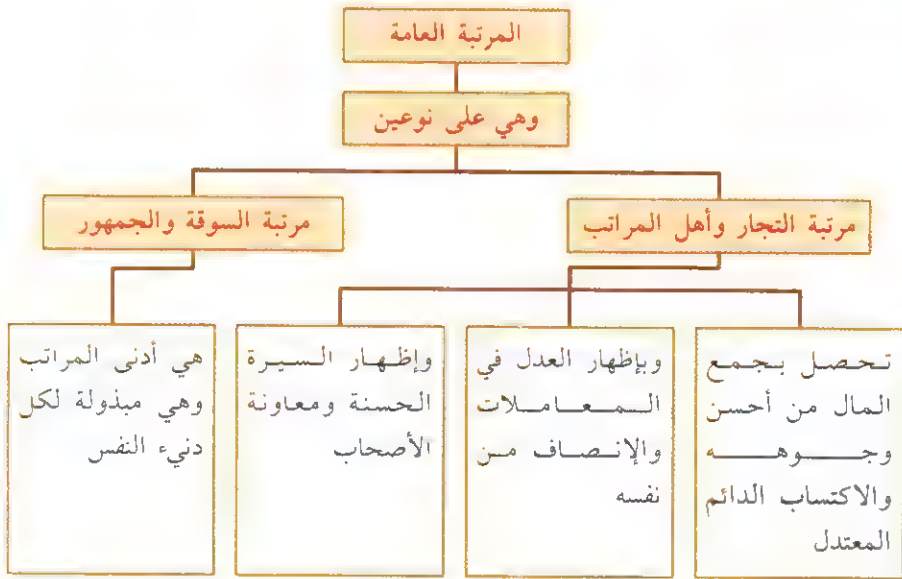 المرتبة العامة
وهي على نوعين
مرتبة التجار وأهل المراتب
مرتبة السوقة والجمهور
تحصل بجمع
المال من أحسن
وجوهه
والاكتساب الدائم
المعتدل
وبإظهار العدل في
المعاملات
والإنصاف من
نفسه
وإظهار السيرة
الحسنة ومعاونة
الأصحاب
هي أدنى المراتب
وهي مبذولة لكل
دنيء النفس